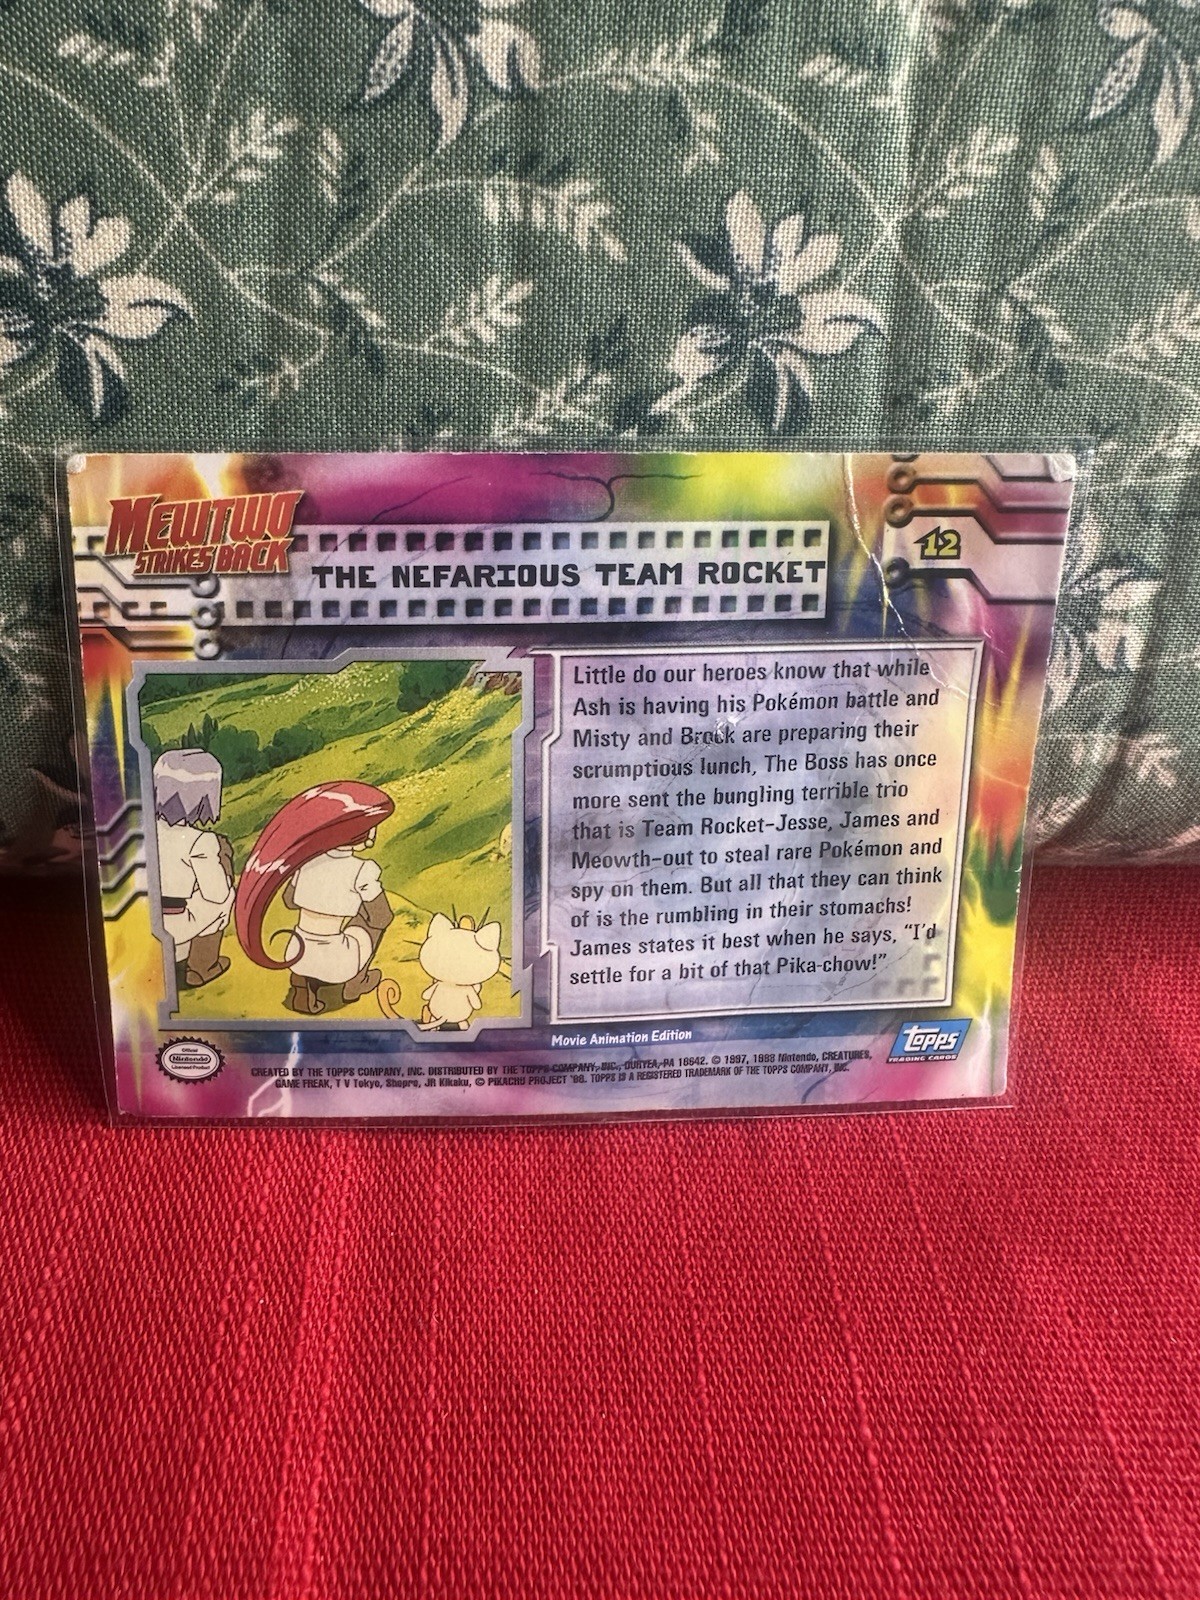 MEWTWO
STRIKES BACK
THE NEFARIOUS TEAM ROCKET
12
Little do our heroes know that while
Ash is having his Pokémon battle and
Misty and Brock are preparing their
scrumptious lunch, The Boss has once
more sent the bungling terrible trio
that is Team Rocket-Jesse, James and
Meowth-out to steal rare Pokémon and
spy on them. But all that they can think
of is the rumbling in their stomachs!
James states it best when he says, “I'd
settle for a bit of that Pika-chow!”
Movie Animation Edition
topps
TRADING CARDS
Official
Nintendo
Licensed Product
CREATED BY THE TOPPS COMPANY, INC. DISTRIBUTED BY THE TOPPS COMPANY, INC., DURYEA, PA 18642. © 1997, 1998 Nintendo, CREATURES,
GAME FREAK, T V Tokyo, Shopro, JR Kikaku, © PIKACHU PROJECT '98. TOPPS IS A REGISTERED TRADEMARK OF THE TOPPS COMPANY, INC.